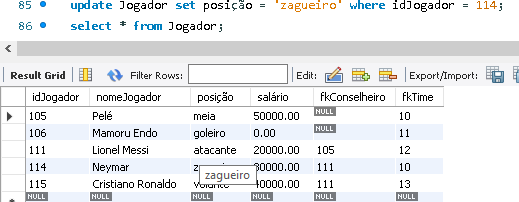 85 update Jogador set posição = 'zagueiro' where idJogador = 114;
86 select * from Jogador;
Result Grid Filter Rows: Edit: Export/Import:
idJogador nomeJogador posição salário fkConselheiro fkTime
105 Pelé meia 50000.00 NULL 10
106 Mamoru Endo goleiro 0.00 NULL 11
111 Lionel Messi atacante 20000.00 105 12
114 Neymar 0000.00 111 10
zagueiro
115 Cristiano Ronaldo volante 40000.00 111 13
NULL NULL NULL NULL NULL NULL